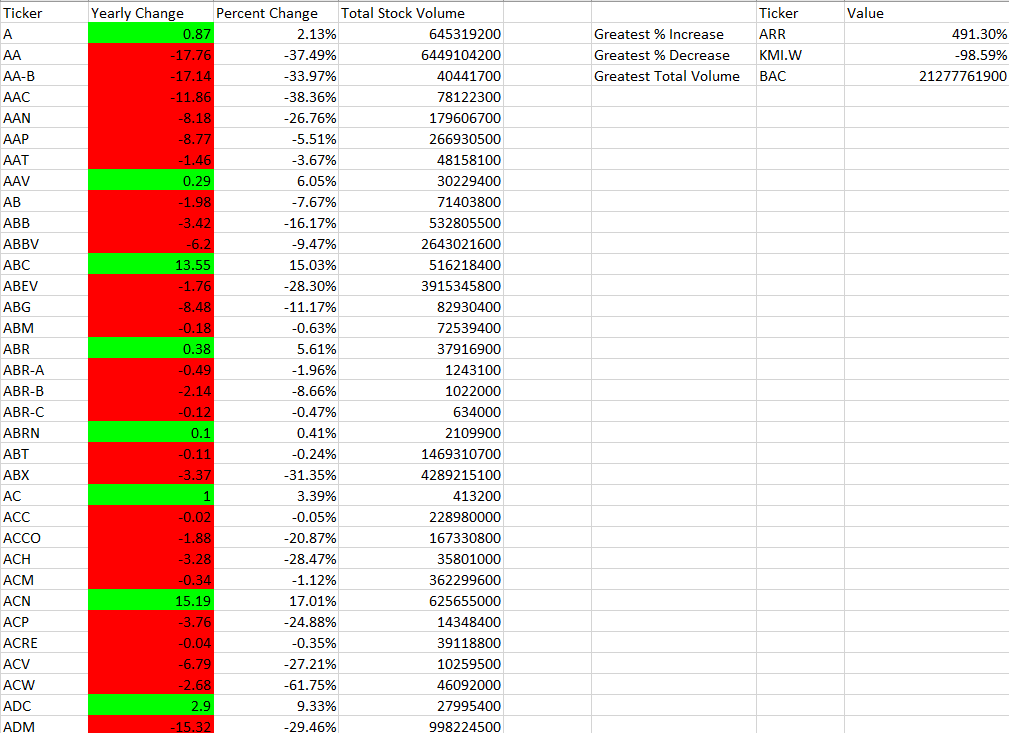 Ticker Yearly Change Percent Change Total Stock Volume Ticker Value
A 0.87 2.13% 645319200 Greatest % Increase ARR 491.30%
AA -17.76 -37.49% 6449104200 Greatest % Decrease KMI.W -98.59%
AA-B -17.14 -33.97% 40441700 Greatest Total Volume BAC 21277761900
AAC -11.86 -38.36% 78122300
AAN -8.18 -26.76% 179606700
AAP -8.77 -5.51% 266930500
AAT -1.46 -3.67% 48158100
AAV 0.29 6.05% 30229400
AB -1.98 -7.67% 71403800
ABB -3.42 -16.17% 532805500
ABBV -6.2 -9.47% 2643021600
ABC 13.55 15.03% 516218400
ABEV -1.76 -28.30% 3915345800
ABG -8.48 -11.17% 82930400
ABM -0.18 -0.63% 72539400
ABR 0.38 5.61% 37916900
ABR-A -0.49 -1.96% 1243100
ABR-B -2.14 -8.66% 1022000
ABR-C -0.12 -0.47% 634000
ABRN 0.1 0.41% 2109900
ABT -0.11 -0.24% 1469310700
ABX -3.37 -31.35% 4289215100
AC 1 3.39% 413200
ACC -0.02 -0.05% 228980000
ACCO -1.88 -20.87% 167330800
ACH -3.28 -28.47% 35801000
ACM -0.34 -1.12% 362299600
ACN 15.19 17.01% 625655000
ACP -3.76 -24.88% 14348400
ACRE -0.04 -0.35% 39118800
ACV -6.79 -27.21% 10259500
ACW -2.68 -61.75% 46092000
ADC 2.9 9.33% 27995400
ADM -15.32 -29.46% 998224500